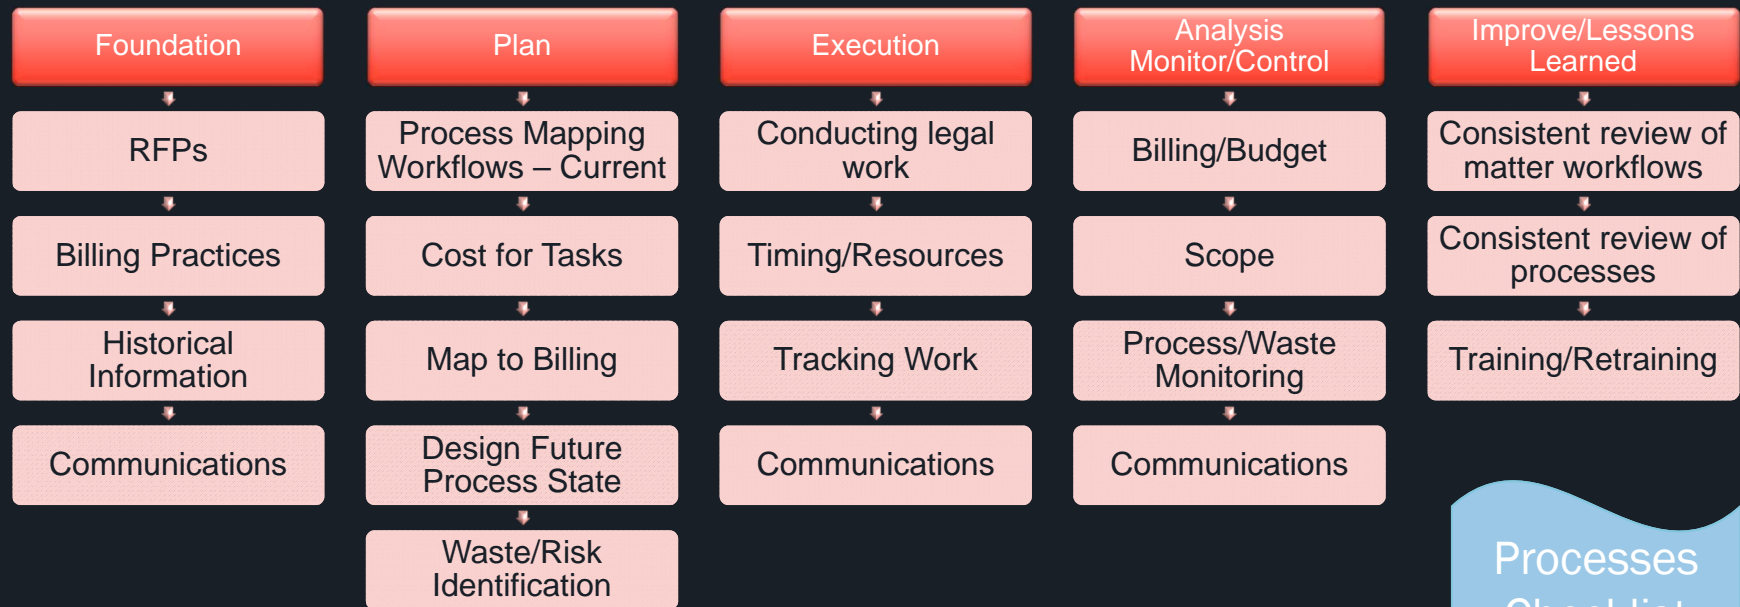 Foundation
RFPs
Billing Practices
Historical
Information
Communications
Plan
Process Mapping
Workflows – Current
Cost for Tasks
Map to Billing
Design Future
Process State
Waste/Risk
Identification
Execution
Conducting legal
work
Timing/Resources
Tracking Work
Communications
Analysis
Monitor/Control
Billing/Budget
Scope
Process/Waste
Monitoring
Communications
Improve/Lessons
Learned
Consistent review of
matter workflows
Consistent review of
processes
Training/Retraining
Processes
Checklist